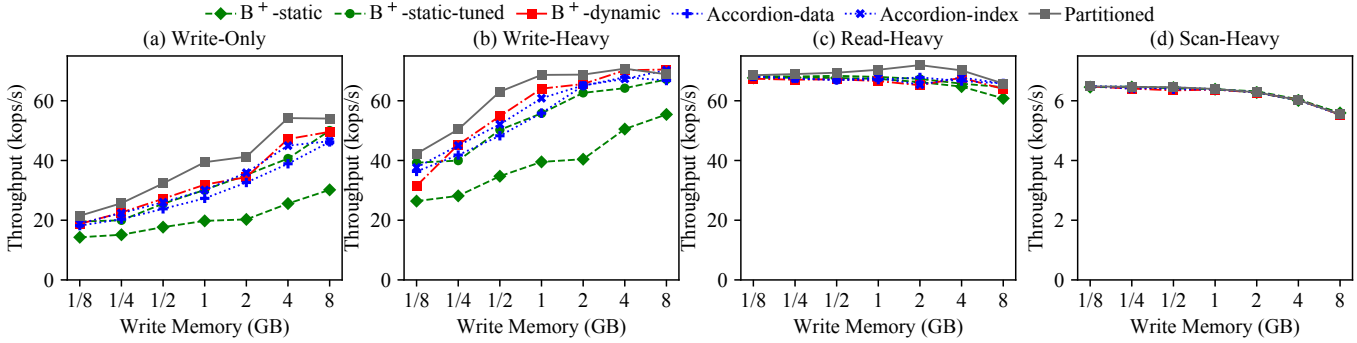 B+-static B+-static-tuned B+-dynamic Accordion-data Accordion-index Partitioned
(a) Write-Only (b) Write-Heavy (c) Read-Heavy (d) Scan-Heavy
Throughput (kops/s)
60
40
20
0
1/8 1/4 1/2 1 2 4 8
Write Memory (GB)
Throughput (kops/s)
60
40
20
0
1/8 1/4 1/2 1 2 4 8
Write Memory (GB)
Throughput (kops/s)
60
40
20
0
1/8 1/4 1/2 1 2 4 8
Write Memory (GB)
Throughput (kops/s)
6
4
2
0
1/8 1/4 1/2 1 2 4 8
Write Memory (GB)